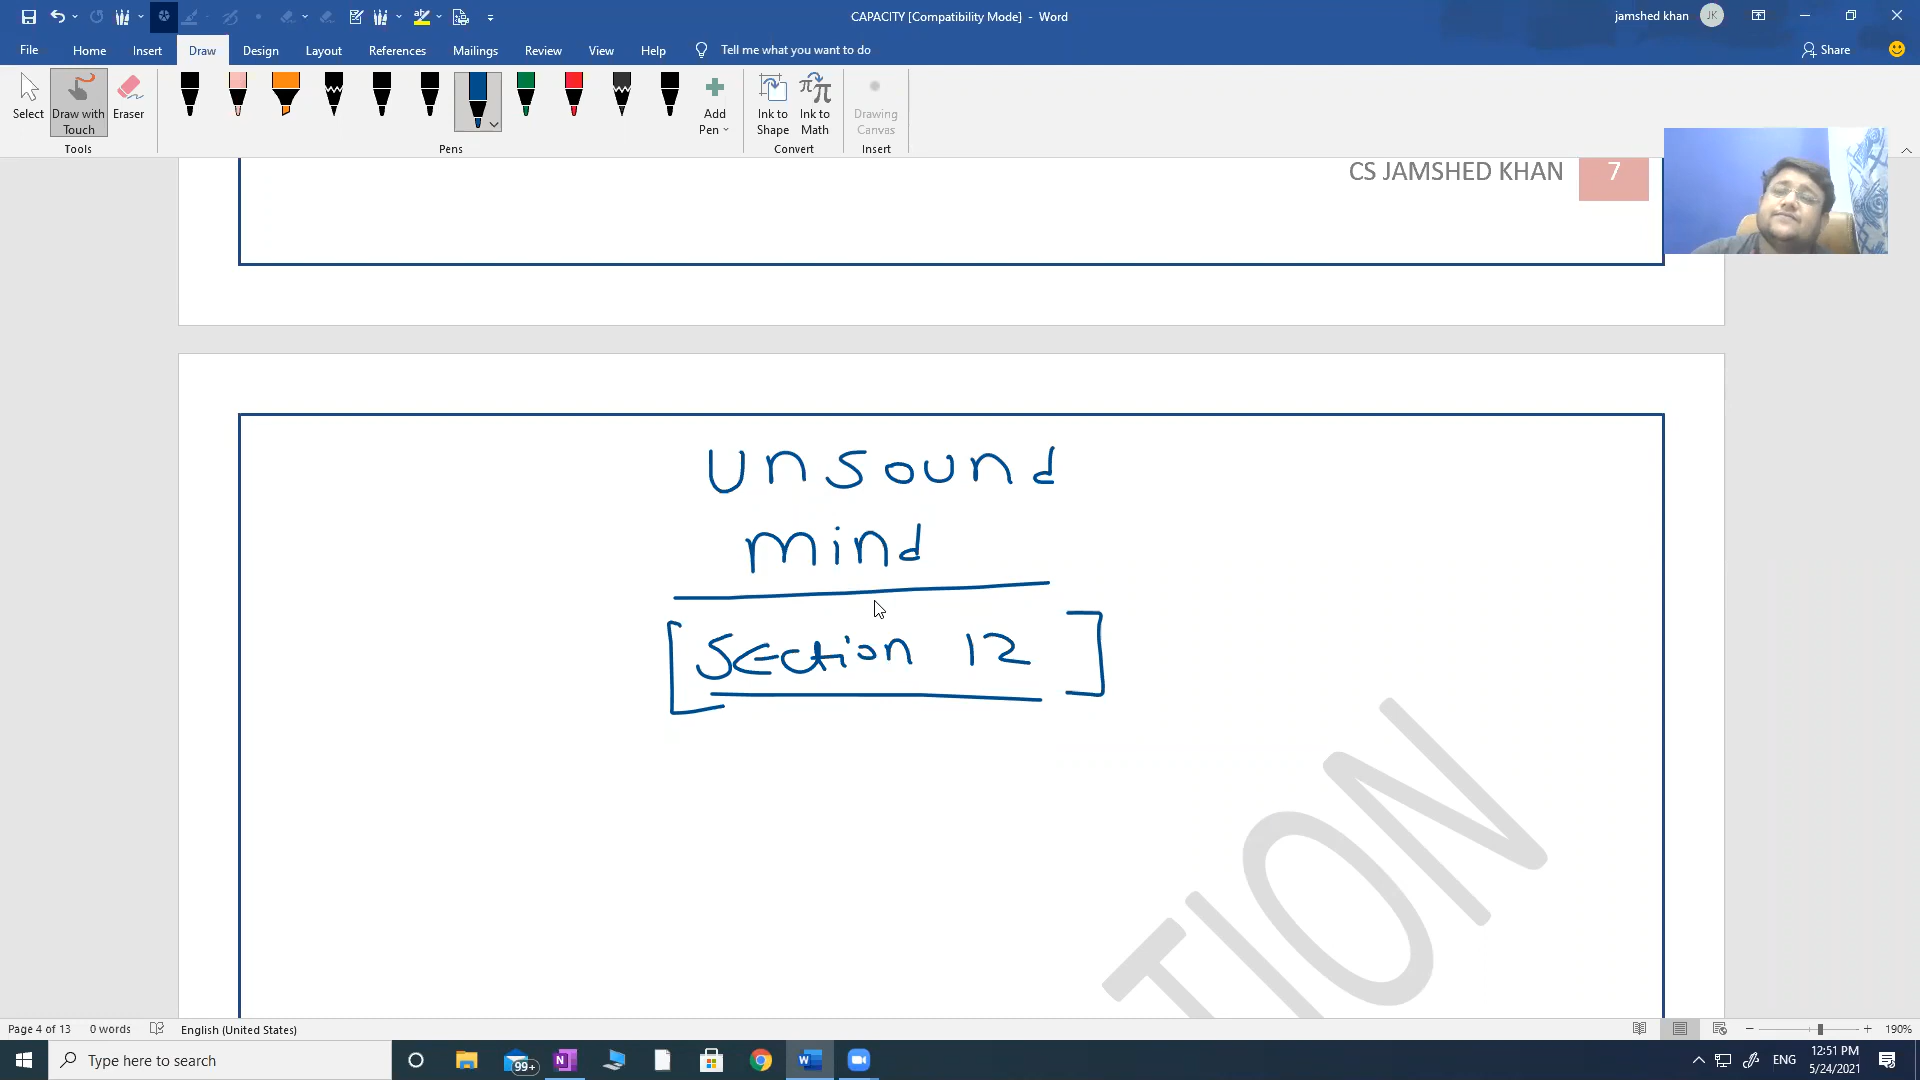 CAPACITY [Compatibility Mode] - Word
jamshed khan JK
File Home Insert Draw Design Layout References Mailings Review View Help Tell me what you want to do Share
Select Draw with Touch Eraser Add Pen Ink to Shape Ink to Math Drawing Canvas
Tools Pens Convert Insert
CS JAMSHED KHAN 7
Unsound
mind
[Section 12]
TION
Page 4 of 13 0 words English (United States) 190%
Type here to search 99+ ENG 12:51 PM
5/24/2021